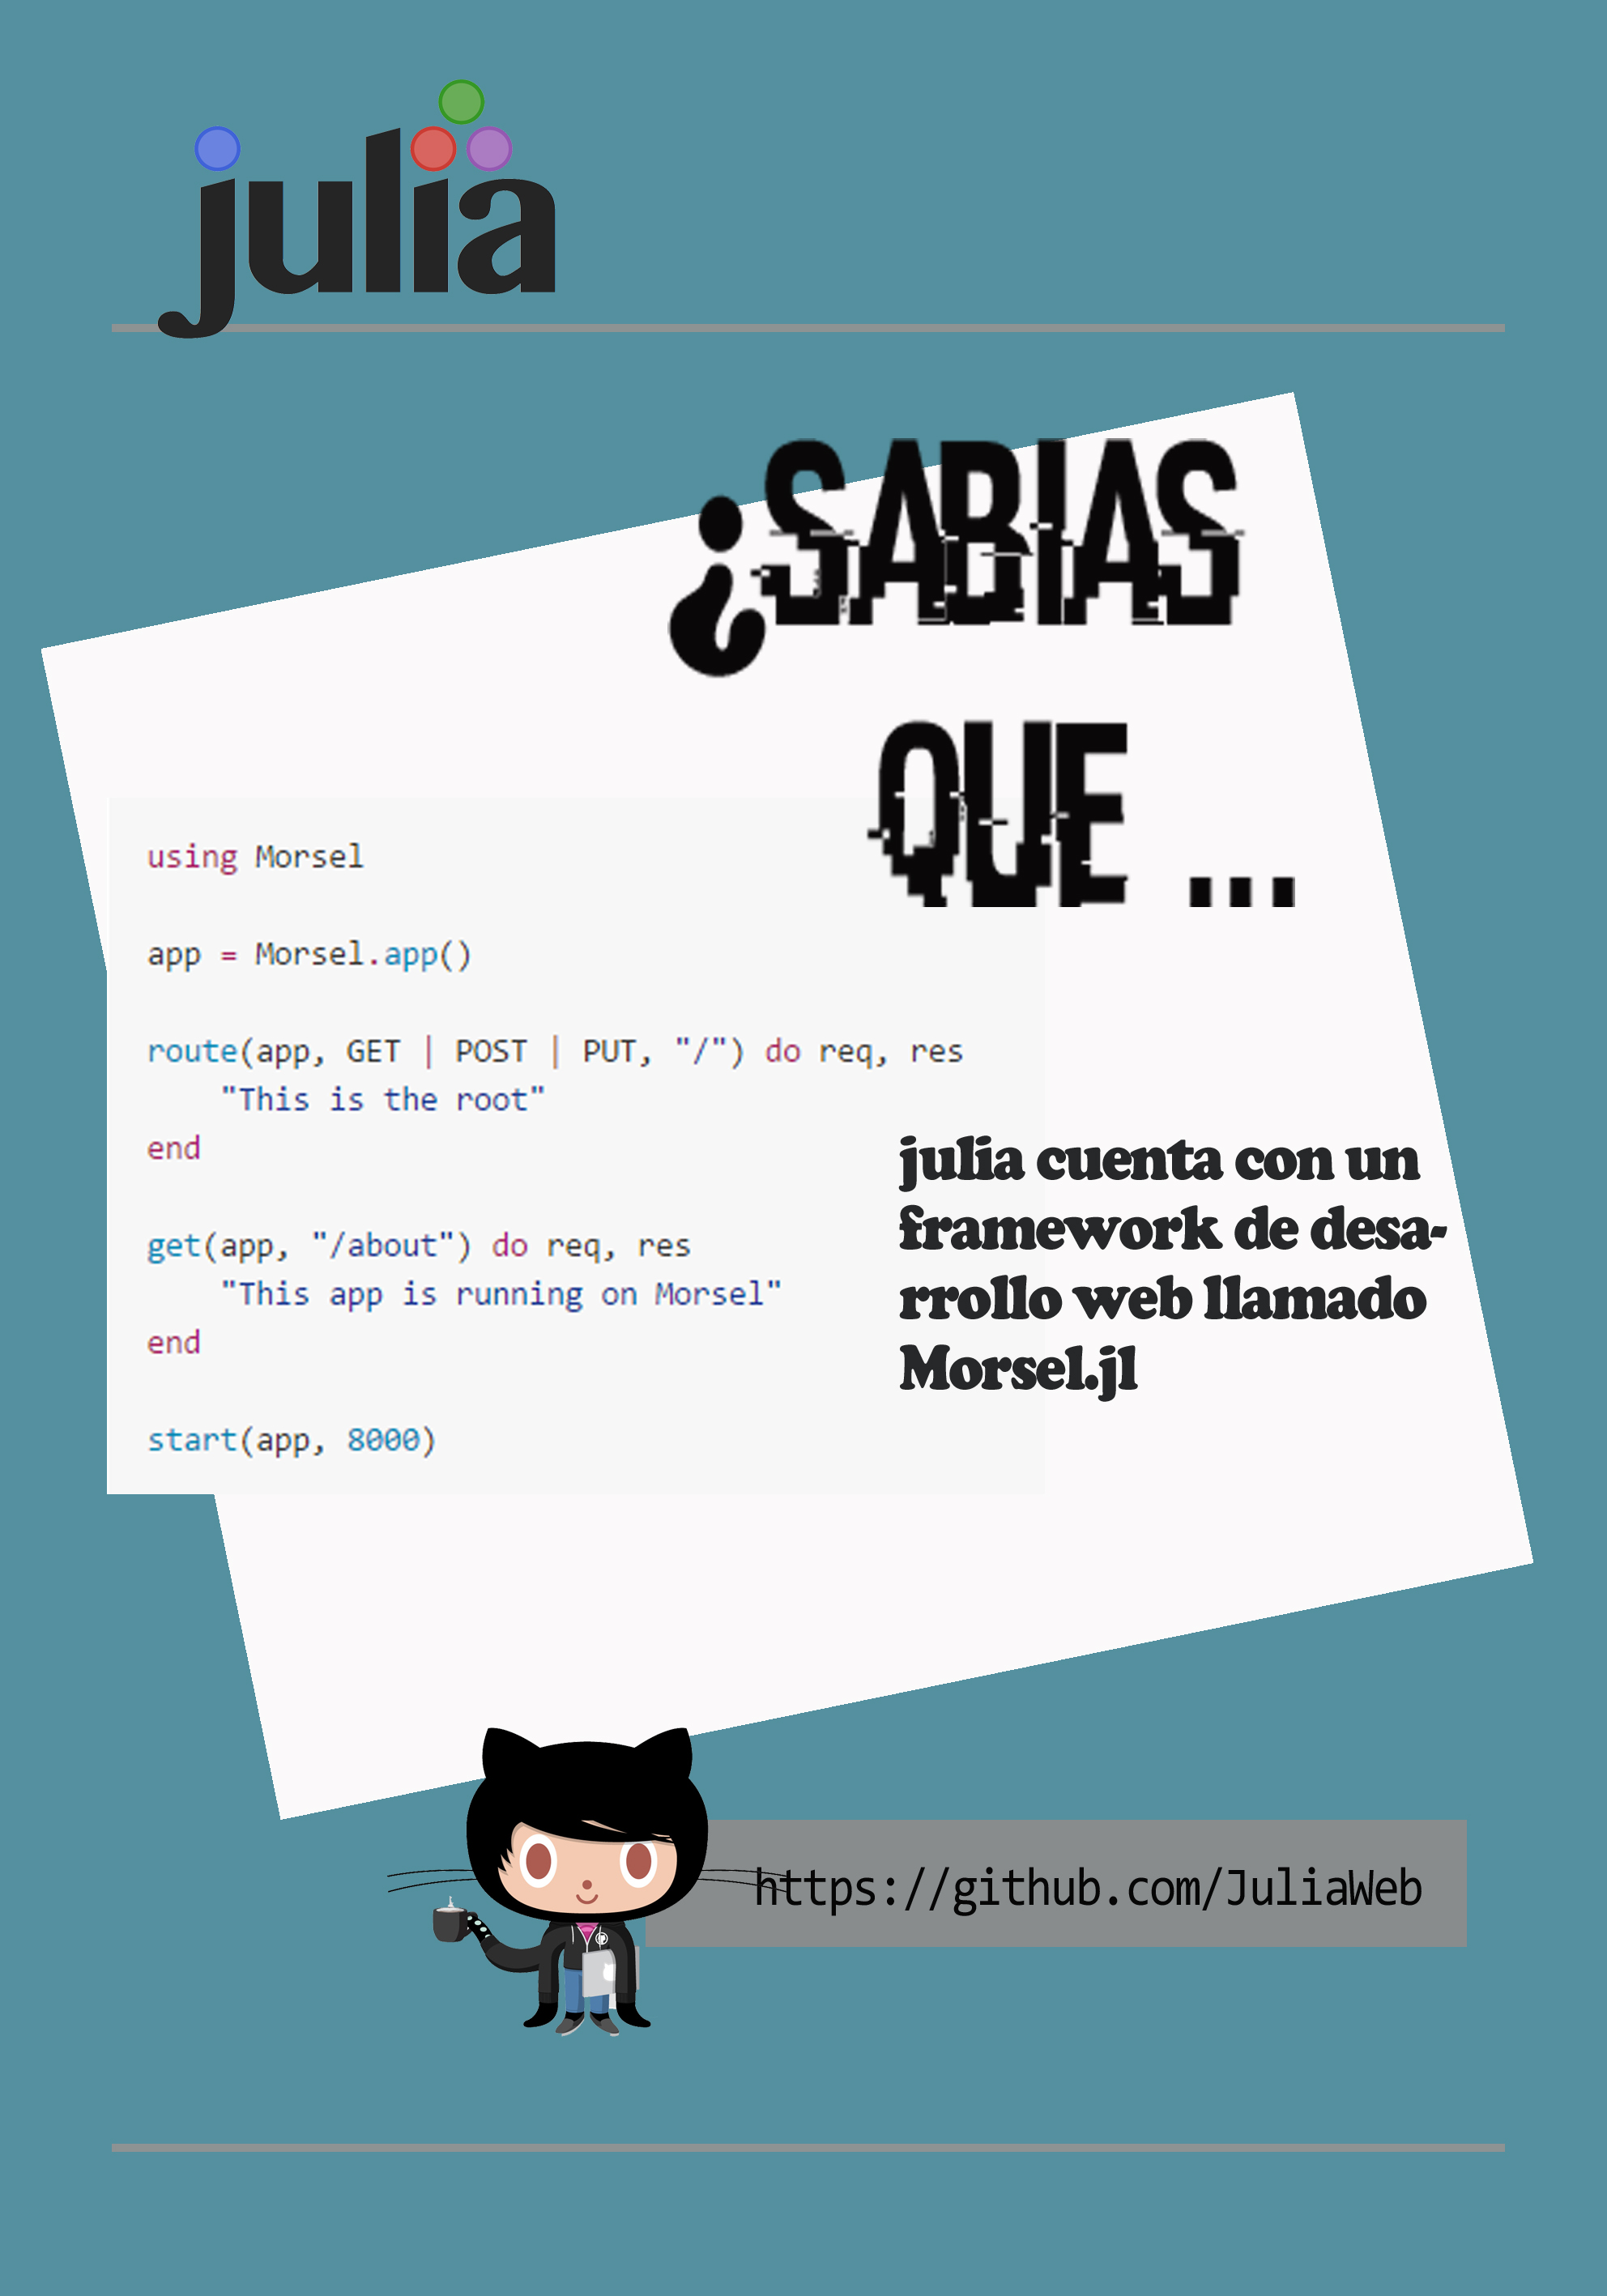 julia
¿SABIAS
QUE ...
using Morsel
app = Morsel.app()
route(app, GET | POST | PUT, "/") do req, res
    "This is the root"
end
get(app, "/about") do req, res
    "This app is running on Morsel"
end
start(app, 8000)
julia cuenta con un
framework de desa-
rrollo web llamado
Morsel.jl
https://github.com/JuliaWeb